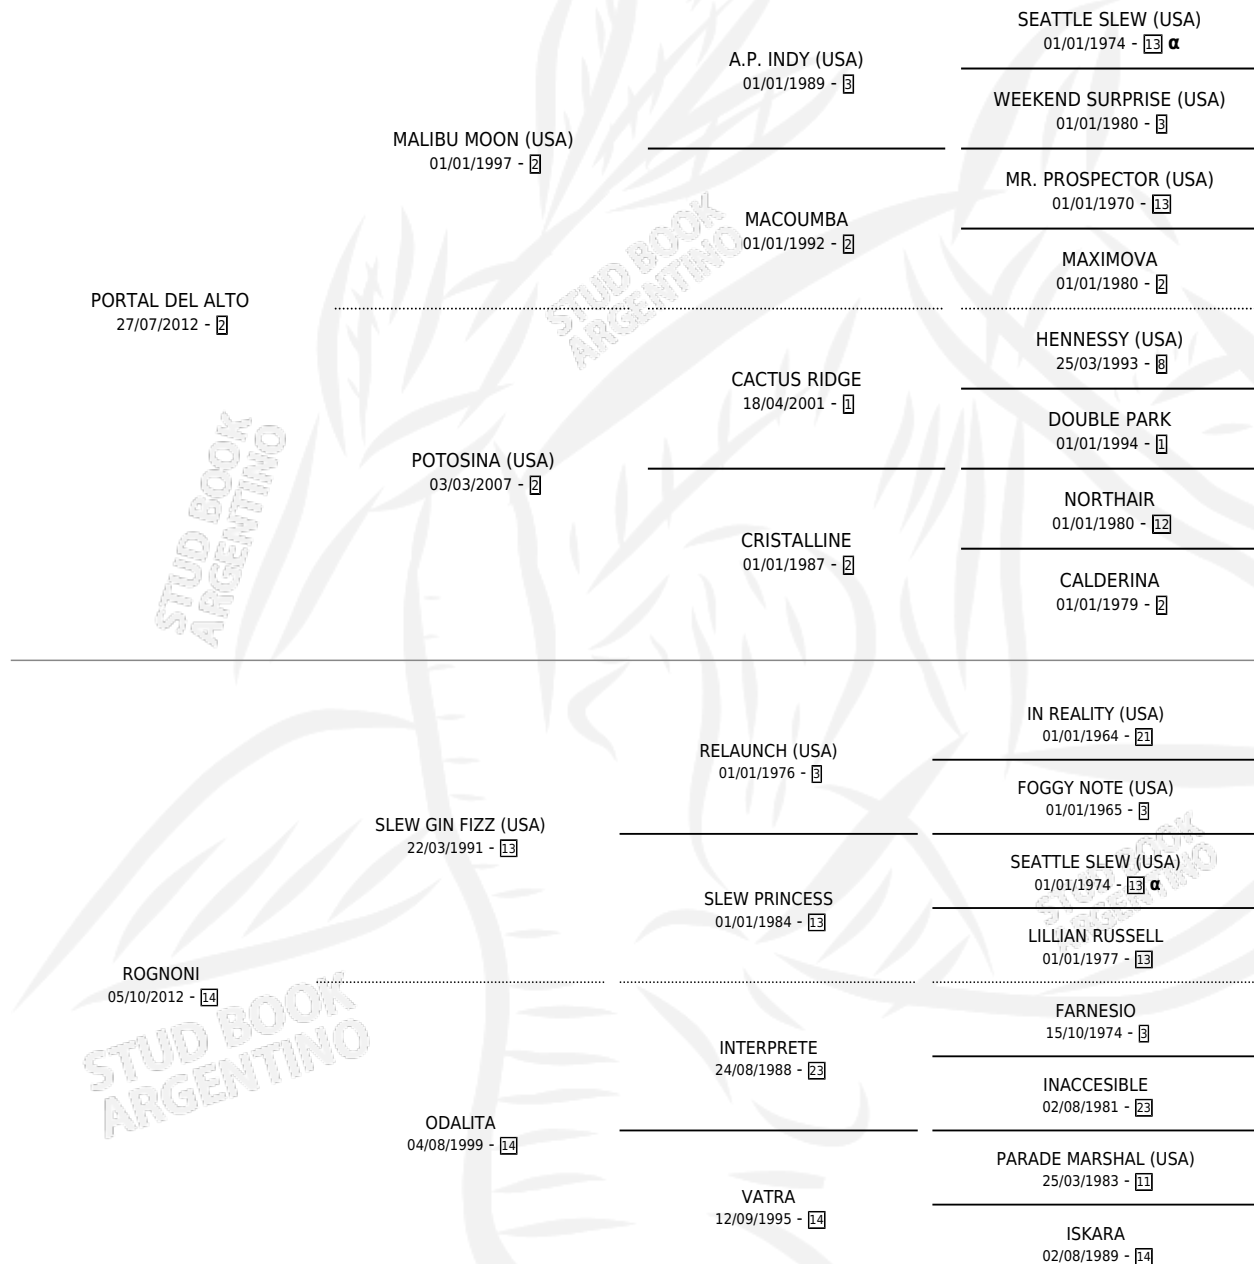 SEATTLE SLEW (USA)
01/01/1974 - 13 α
A.P. INDY (USA)
01/01/1989 - 3
WEEKEND SURPRISE (USA)
01/01/1980 - 3
MALIBU MOON (USA)
01/01/1997 - 2
MR. PROSPECTOR (USA)
01/01/1970 - 13
MACOUMBA
01/01/1992 - 2
MAXIMOVA
01/01/1980 - 2
PORTAL DEL ALTO
27/07/2012 - 2
HENNESSY (USA)
25/03/1993 - 8
CACTUS RIDGE
18/04/2001 - 1
DOUBLE PARK
01/01/1994 - 1
POTOSINA (USA)
03/03/2007 - 2
NORTHAIR
01/01/1980 - 12
CRISTALLINE
01/01/1987 - 2
CALDERINA
01/01/1979 - 2
IN REALITY (USA)
01/01/1964 - 21
RELAUNCH (USA)
01/01/1976 - 3
FOGGY NOTE (USA)
01/01/1965 - 3
SLEW GIN FIZZ (USA)
22/03/1991 - 13
SEATTLE SLEW (USA)
01/01/1974 - 13 α
SLEW PRINCESS
01/01/1984 - 13
LILLIAN RUSSELL
01/01/1977 - 13
ROGNONI
05/10/2012 - 14
FARNESIO
15/10/1974 - 3
INTERPRETE
24/08/1988 - 23
INACCESIBLE
02/08/1981 - 23
ODALITA
04/08/1999 - 14
PARADE MARSHAL (USA)
25/03/1983 - 11
VATRA
12/09/1995 - 14
ISKARA
02/08/1989 - 14
STUD BOOK
ARGENTINO
STUD BOOK
ARGENTINO
STUD BOOK
ARGENTINO
STUD BOOK
ARGENTINO